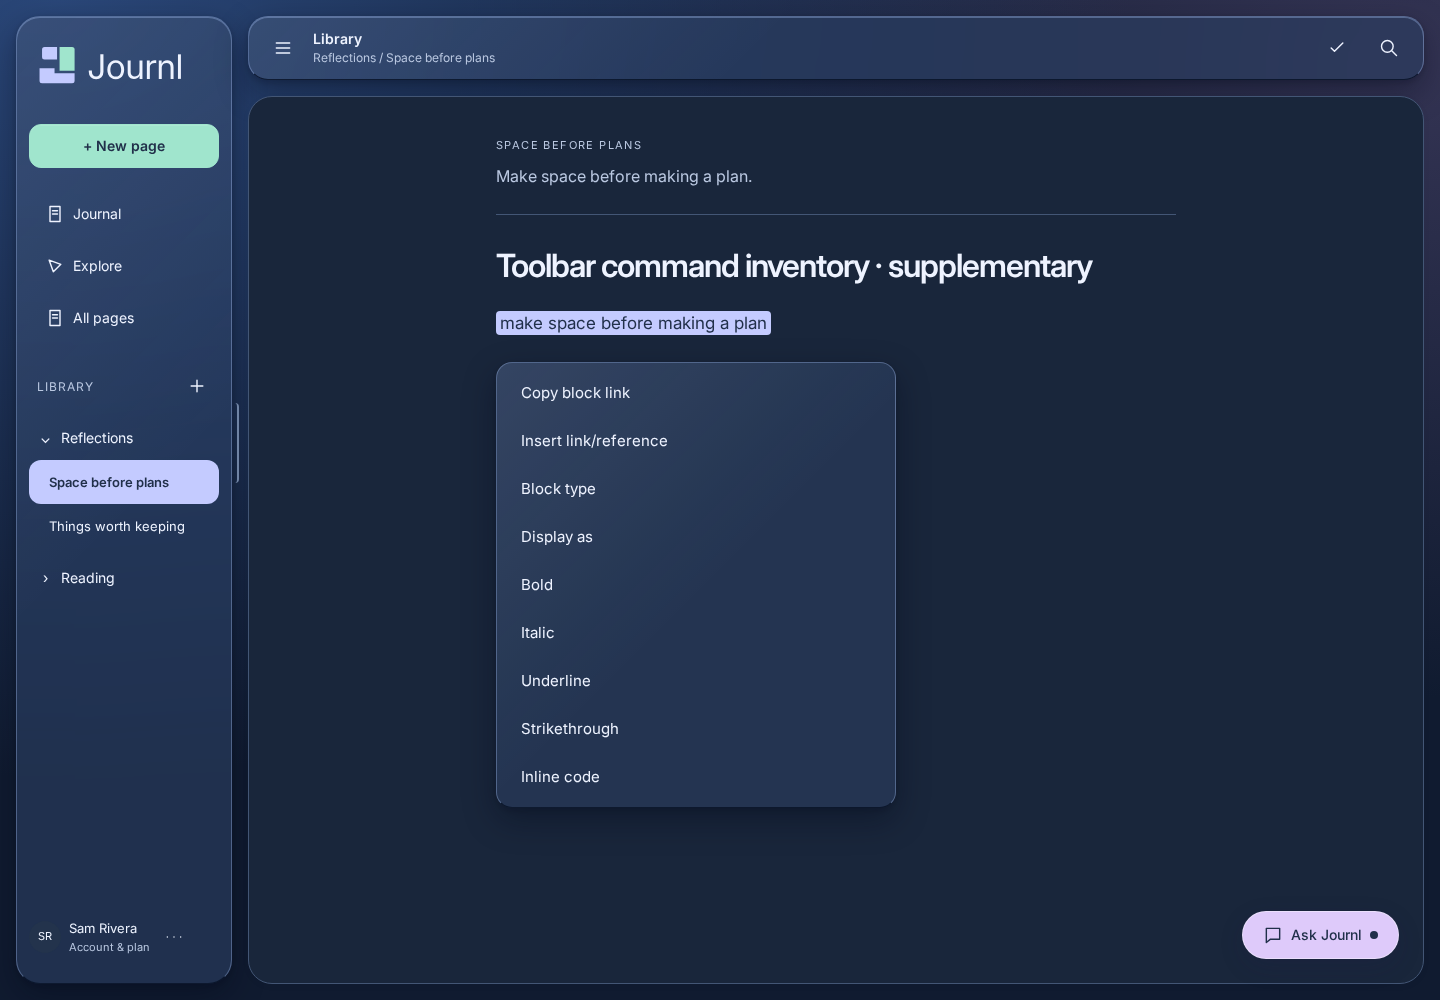 Journl
+ New page
Journal
Explore
All pages
LIBRARY
Reflections
Space before plans
Things worth keeping
Reading
SR
Sam Rivera
Account & plan
...
Library
Reflections / Space before plans
SPACE BEFORE PLANS
Make space before making a plan.
Toolbar command inventory · supplementary
make space before making a plan
Copy block link
Insert link/reference
Block type
Display as
Bold
Italic
Underline
Strikethrough
Inline code
Ask Journl